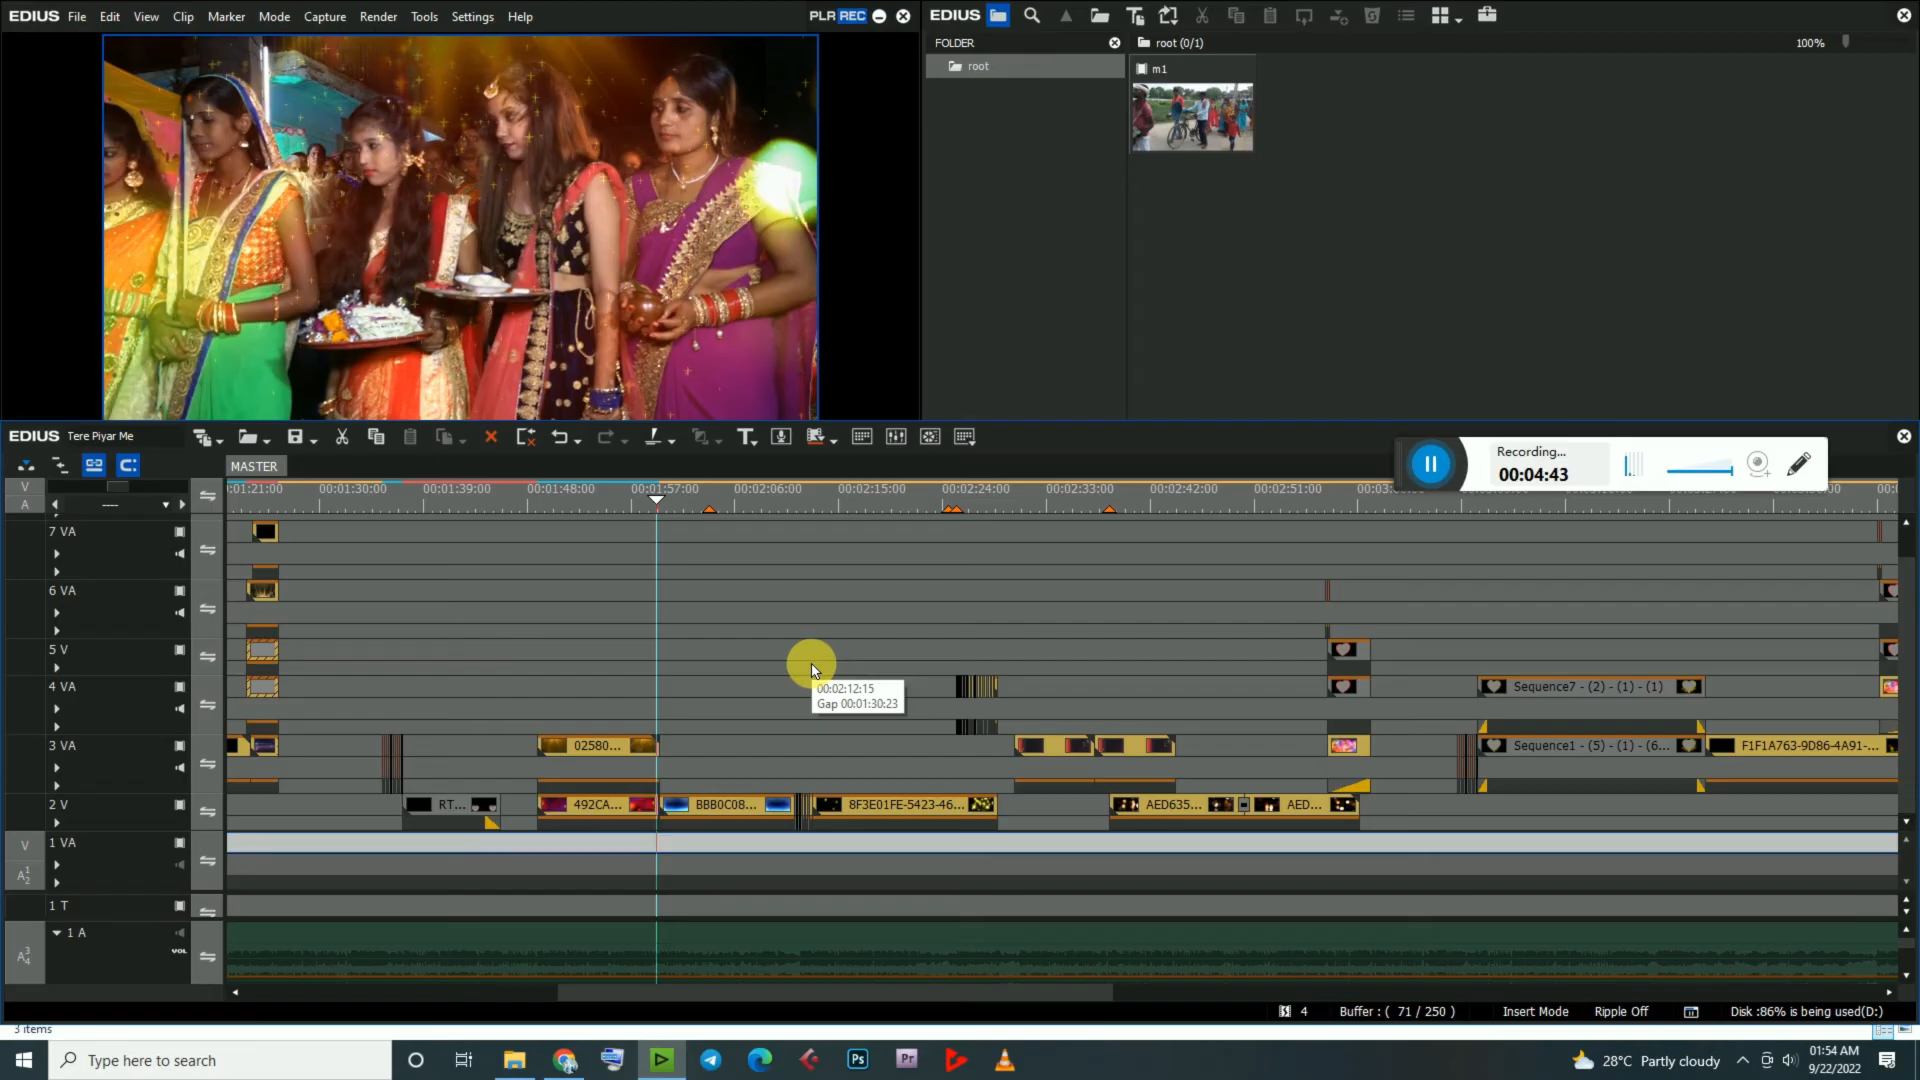 EDIUS File Edit View Clip Marker Mode Capture Render Tools Settings Help
PLR REC
EDIUS
FOLDER
root (0/1)
100%
root
m1
EDIUS Tere Piyar Me
Recording...
00:04:43
MASTER
:01:21:00 00:01:30:00 00:01:39:00 00:01:48:00 00:01:57:00 00:02:06:00 00:02:15:00 00:02:24:00 00:02:33:00 00:02:42:00 00:02:51:00
V
A ----
7 VA
6 VA
5 V
4 VA
Sequence7 - (2) - (1) - (1)
00:02:12:15
Gap 00:01:30:23
3 VA
02580...
Sequence1 - (5) - (1) - (6...
F1F1A763-9D86-4A91-...
2 V
RT...
492CA...
BBB0C08...
8F3E01FE-5423-46...
AED635...
AED...
V 1 VA
A 1 2
1 T
1 A
VOL
A 3 4
4 Buffer : ( 71 / 250 ) Insert Mode Ripple Off Disk :86% is being used(D:)
3 items
Type here to search
Ps
Pr
28°C Partly cloudy
01:54 AM
9/22/2022